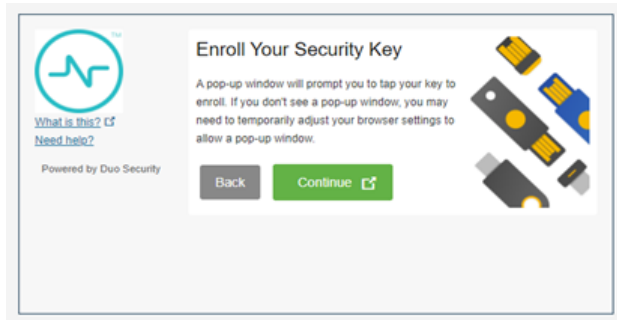 TM
What is this?
Need help?
Powered by Duo Security
Enroll Your Security Key
A pop-up window will prompt you to tap your key to
enroll. If you don't see a pop-up window, you may
need to temporarily adjust your browser settings to
allow a pop-up window.
Back
Continue